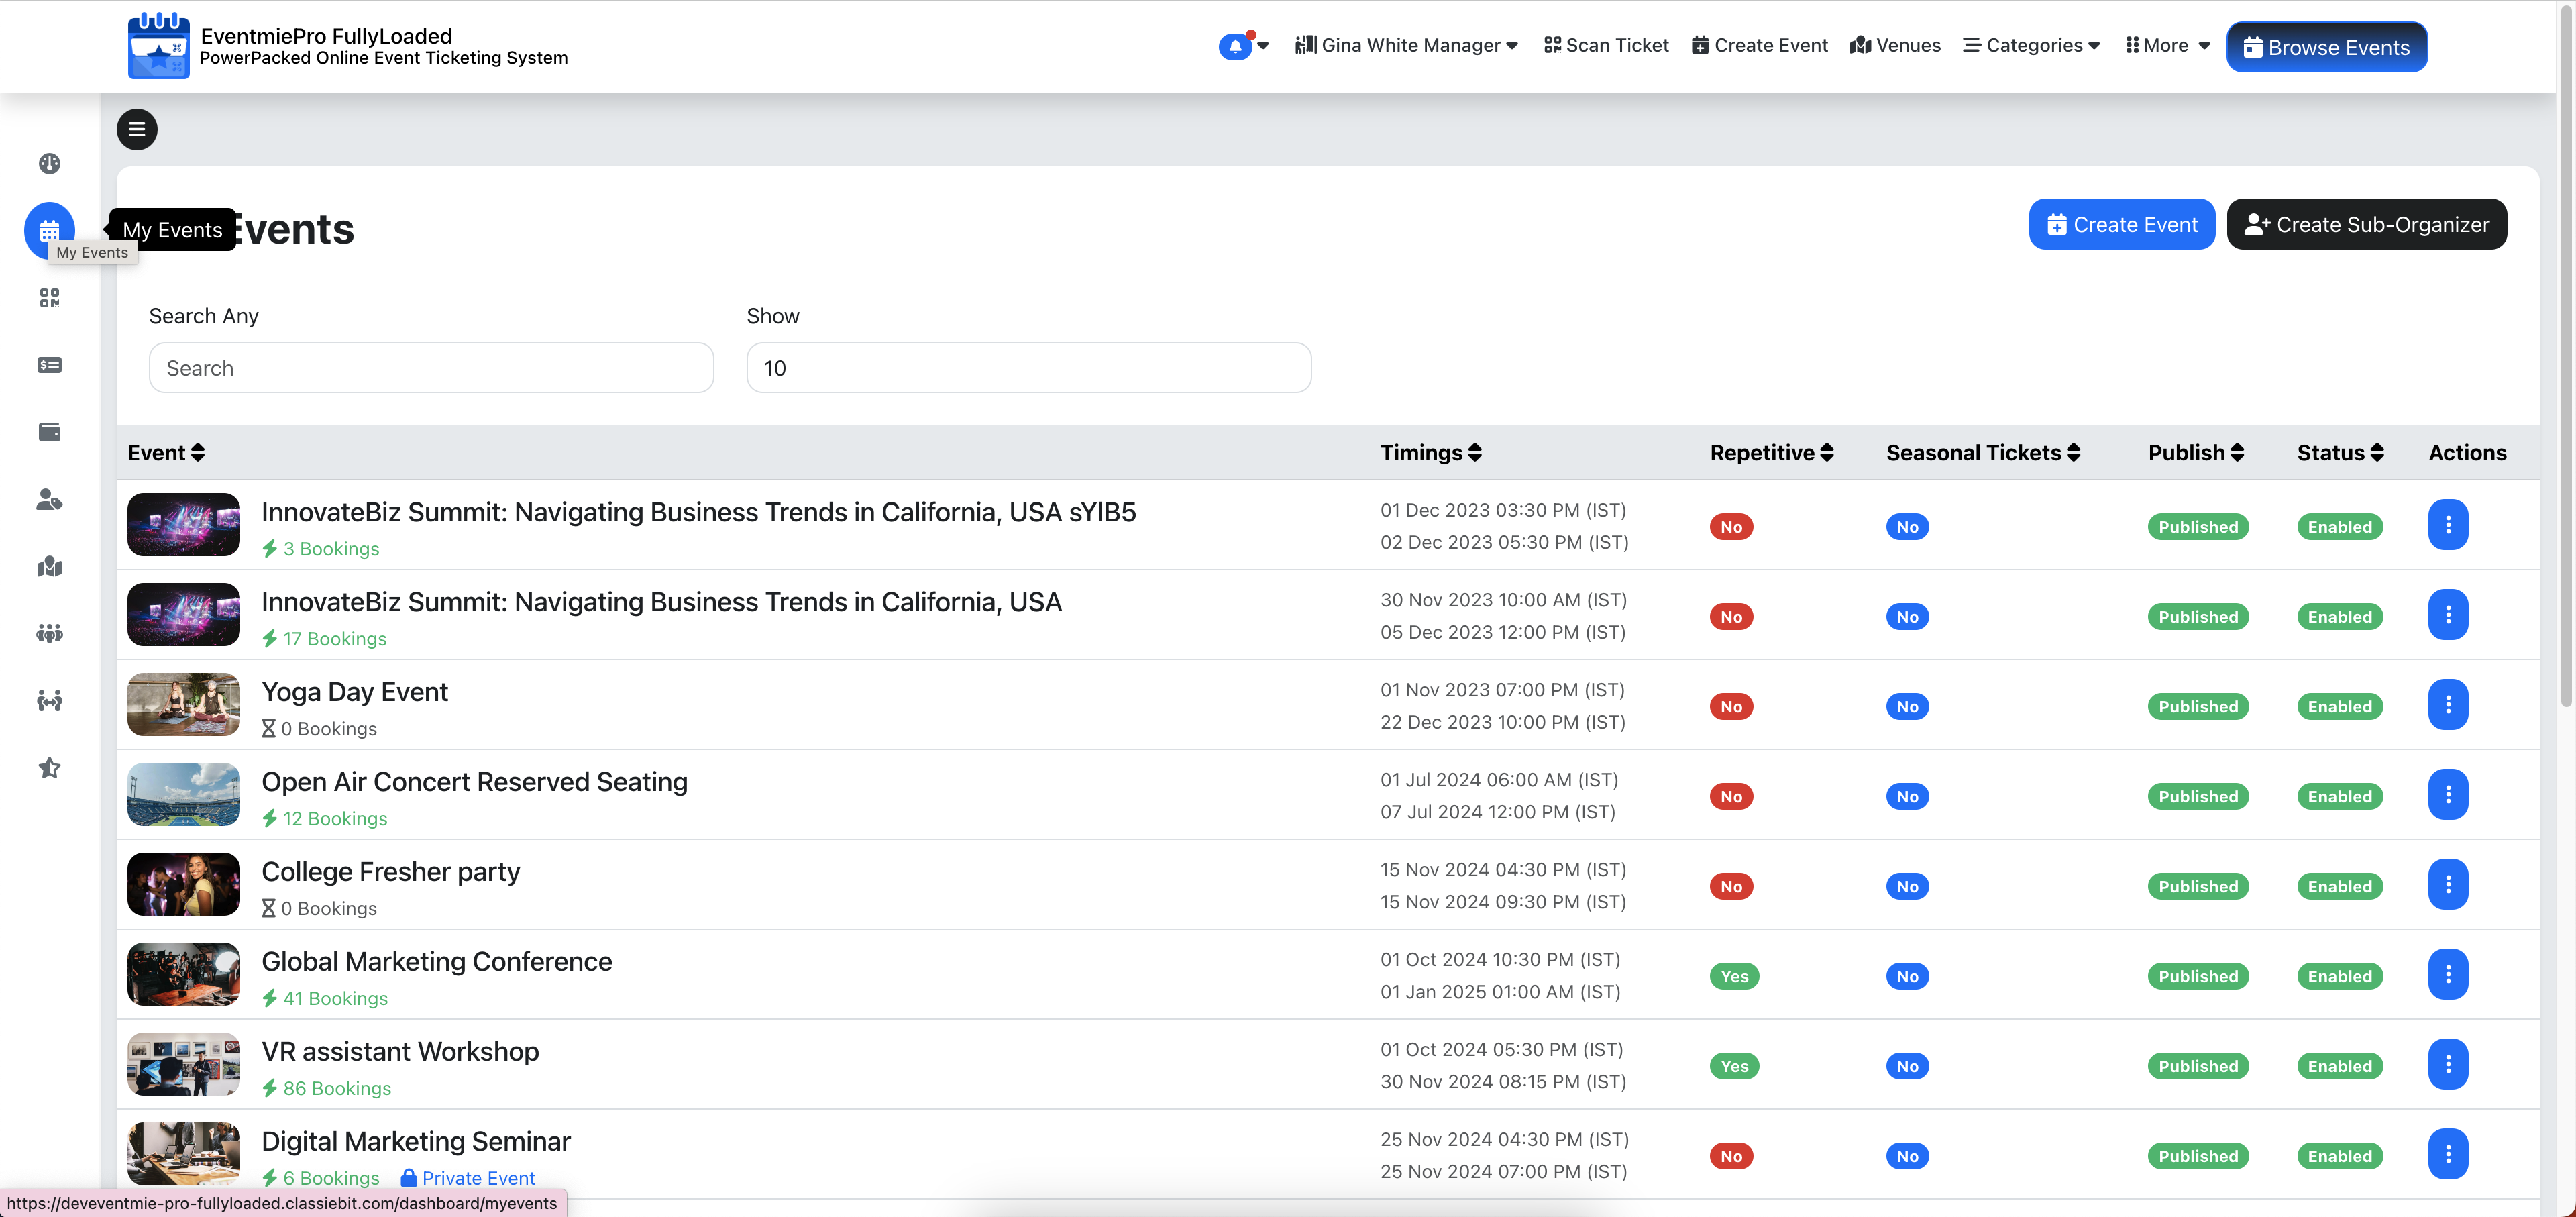 EventmiePro FullyLoaded
PowerPacked Online Event Ticketing System
Gina White Manager
Scan Ticket
Create Event
Venues
Categories
More
Browse Events
My Events
My Events
Events
Create Event
Create Sub-Organizer
Search Any
Show
Search
10
Event
Timings
Repetitive
Seasonal Tickets
Publish
Status
Actions
InnovateBiz Summit: Navigating Business Trends in California, USA sYlB5
3 Bookings
01 Dec 2023 03:30 PM (IST)
02 Dec 2023 05:30 PM (IST)
No
No
Published
Enabled
InnovateBiz Summit: Navigating Business Trends in California, USA
17 Bookings
30 Nov 2023 10:00 AM (IST)
05 Dec 2023 12:00 PM (IST)
No
No
Published
Enabled
Yoga Day Event
0 Bookings
01 Nov 2023 07:00 PM (IST)
22 Dec 2023 10:00 PM (IST)
No
No
Published
Enabled
Open Air Concert Reserved Seating
12 Bookings
01 Jul 2024 06:00 AM (IST)
07 Jul 2024 12:00 PM (IST)
No
No
Published
Enabled
College Fresher party
0 Bookings
15 Nov 2024 04:30 PM (IST)
15 Nov 2024 09:30 PM (IST)
No
No
Published
Enabled
Global Marketing Conference
41 Bookings
01 Oct 2024 10:30 PM (IST)
01 Jan 2025 01:00 AM (IST)
Yes
No
Published
Enabled
VR assistant Workshop
86 Bookings
01 Oct 2024 05:30 PM (IST)
30 Nov 2024 08:15 PM (IST)
Yes
No
Published
Enabled
Digital Marketing Seminar
6 Bookings
Private Event
25 Nov 2024 04:30 PM (IST)
25 Nov 2024 07:00 PM (IST)
No
No
Published
Enabled
https://deveventmie-pro-fullyloaded.classiebit.com/dashboard/myevents